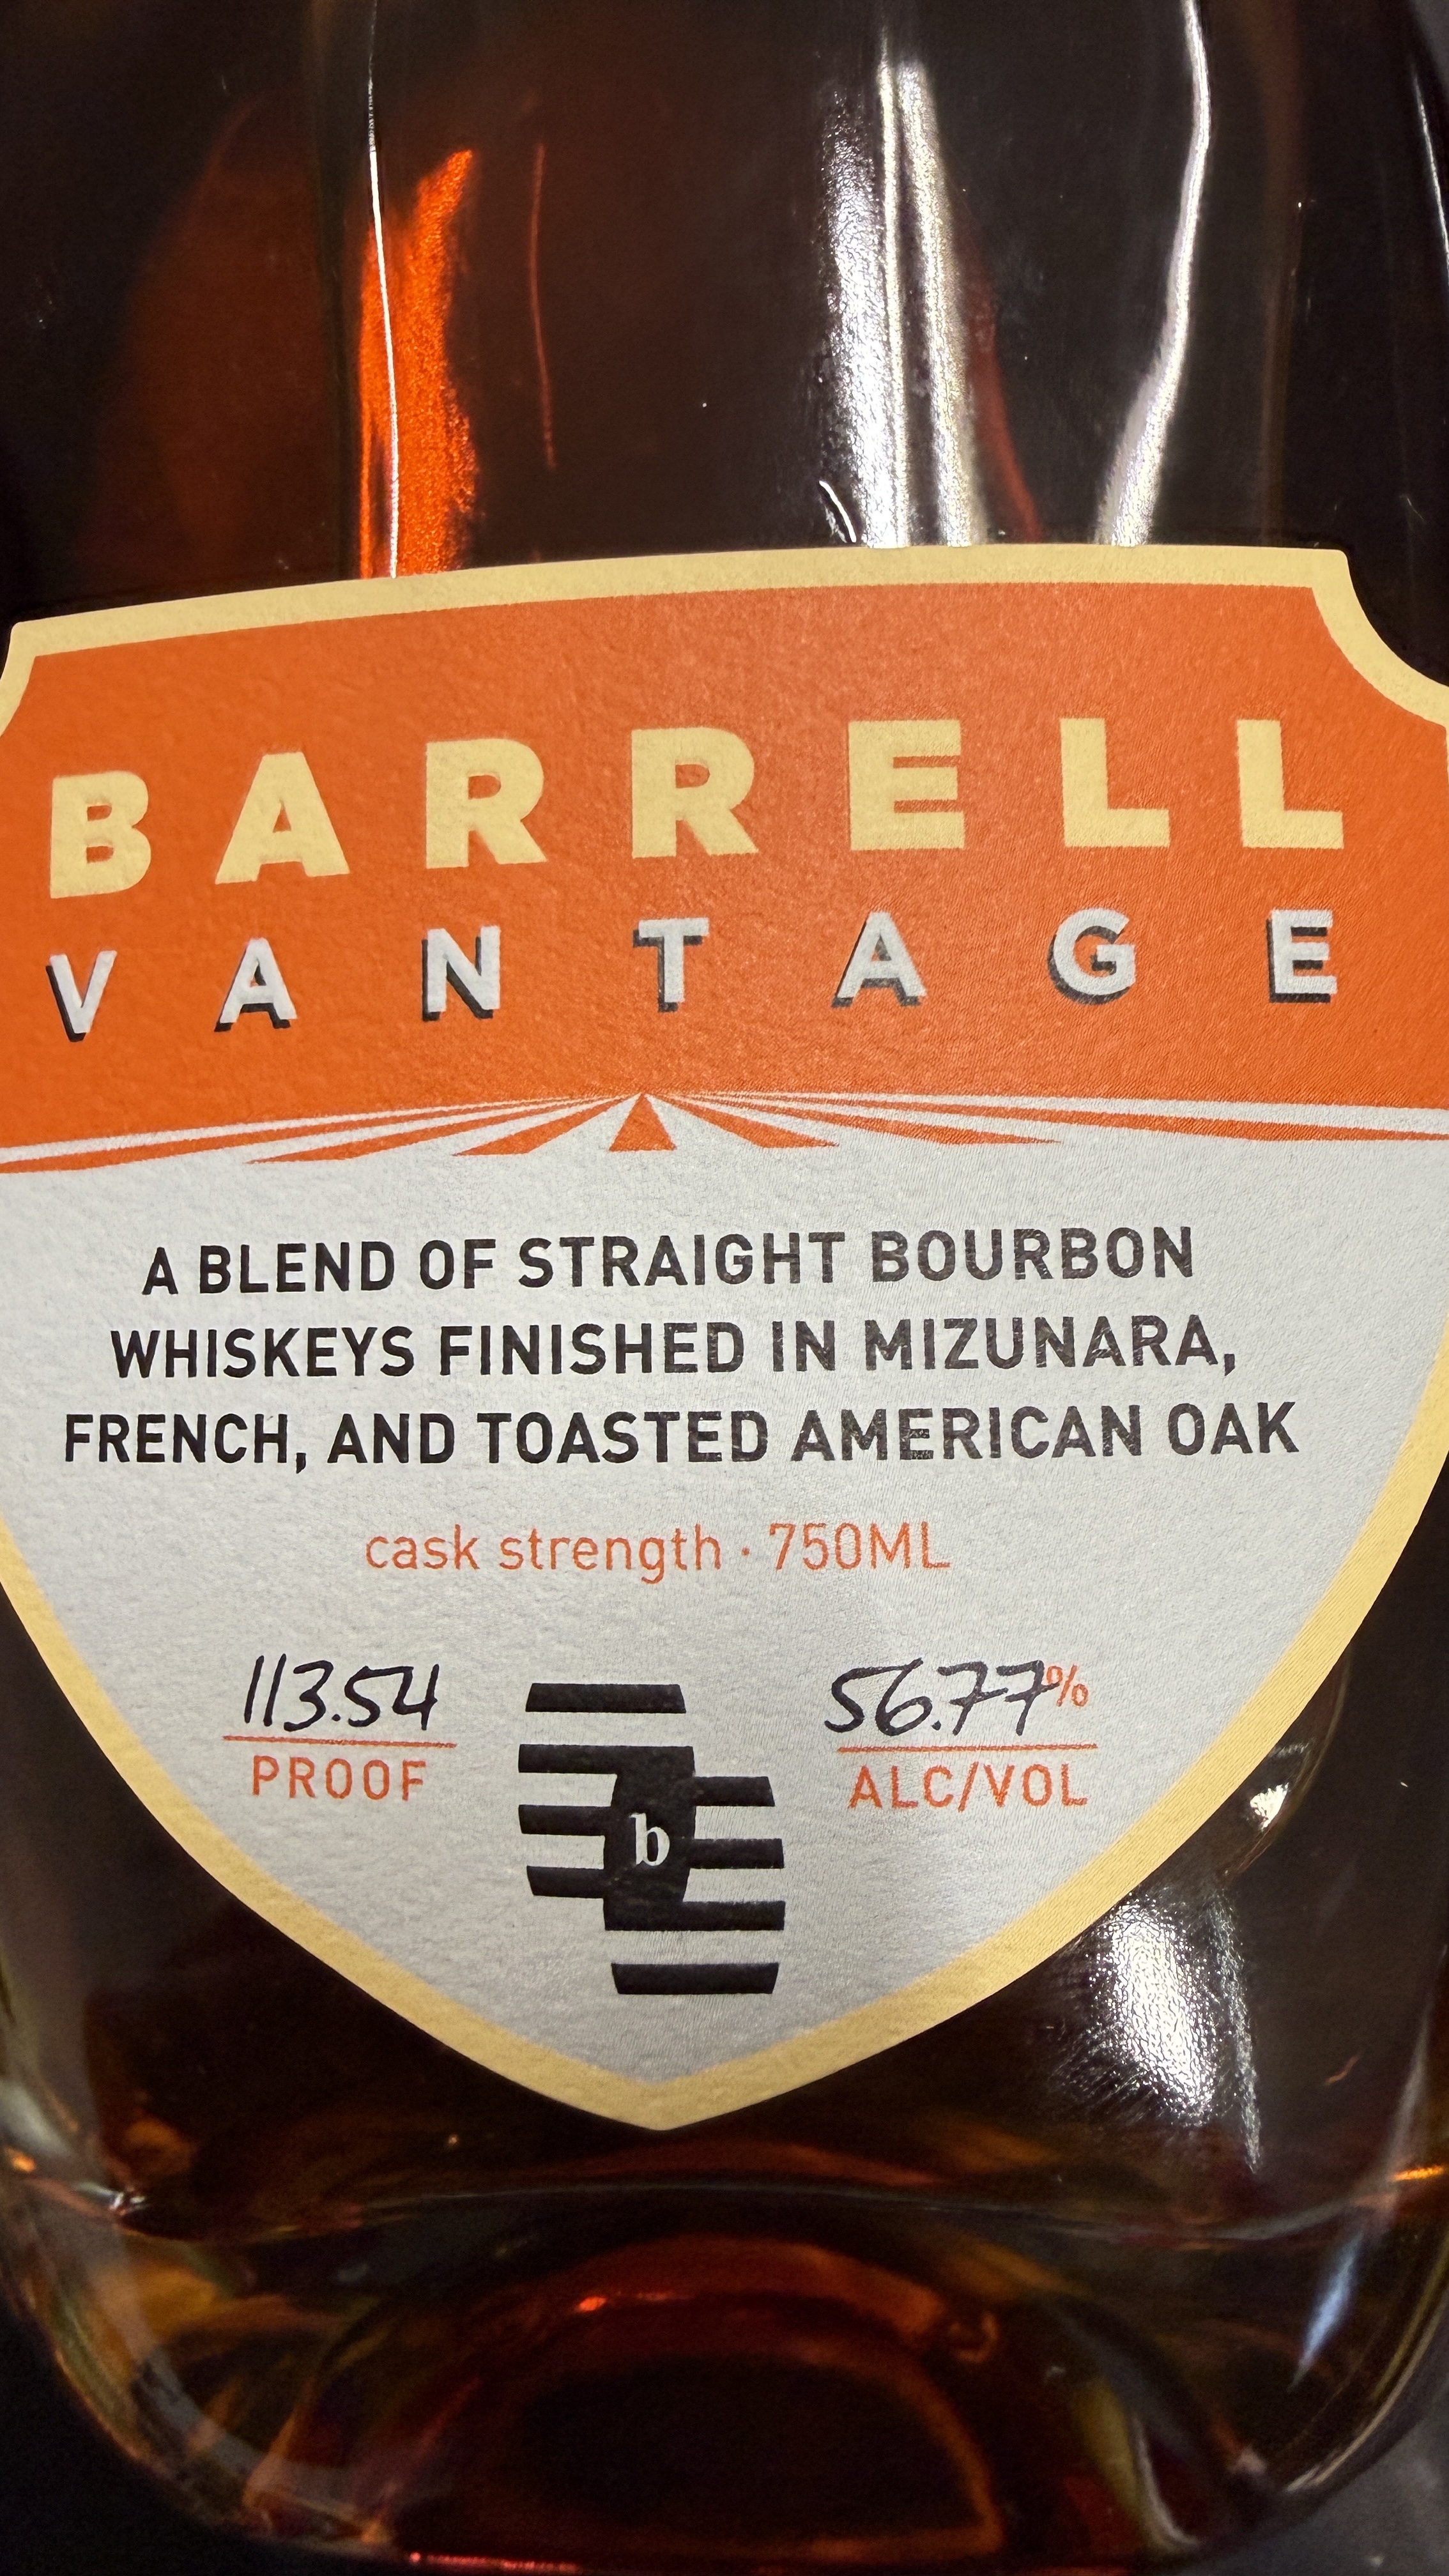 BARRELL
VANTAGE
A BLEND OF STRAIGHT BOURBON
WHISKEYS FINISHED IN MIZUNARA,
FRENCH, AND TOASTED AMERICAN OAK
cask strength · 750ML
113.54
PROOF
b
56.77%
ALC/VOL